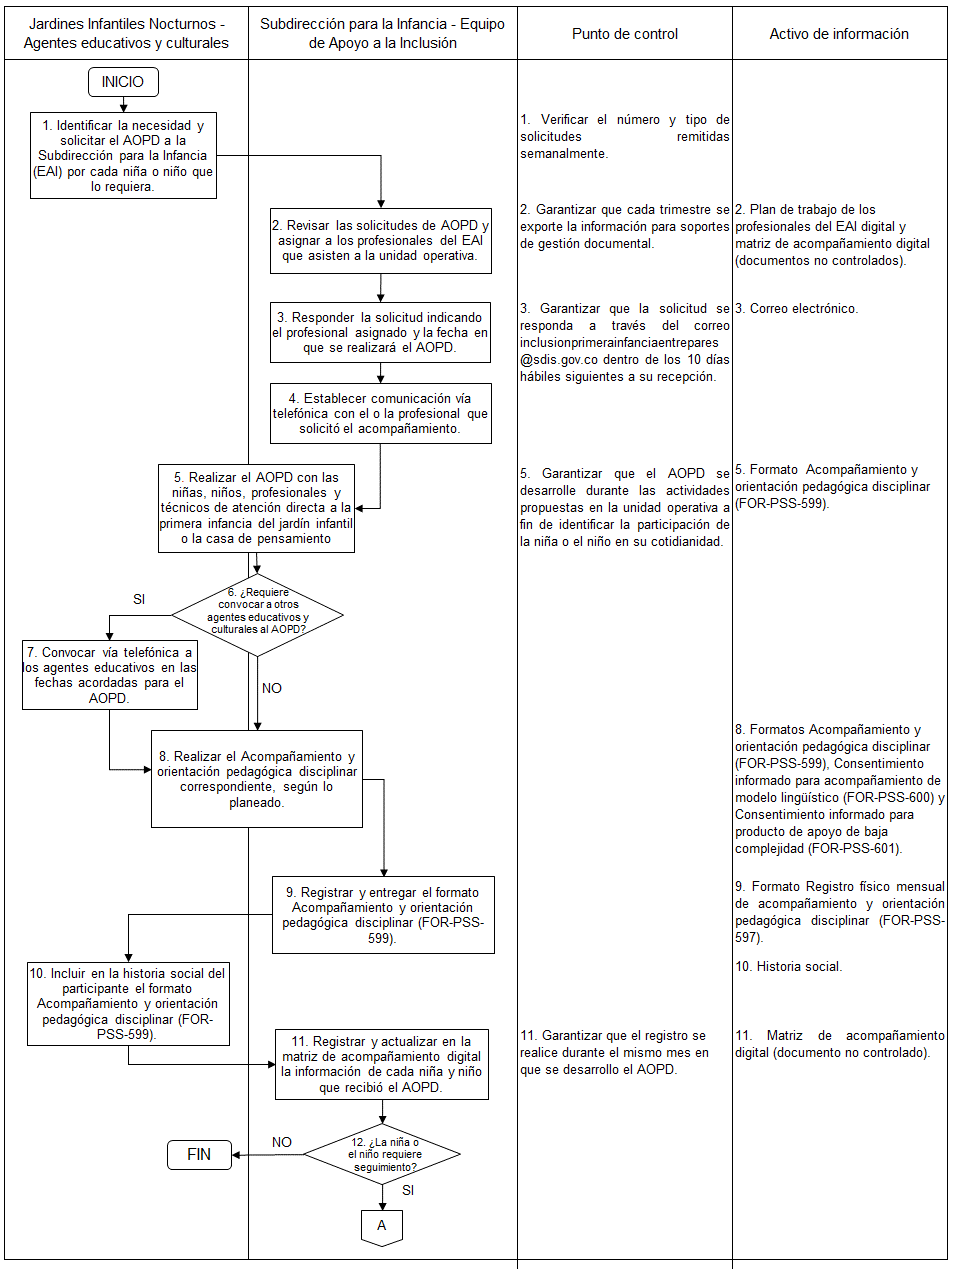 Jardines Infantiles Nocturnos -
Agentes educativos y culturales
Subdirección para la Infancia - Equipo
de Apoyo a la Inclusión
Punto de control
Activo de información
INICIO
1. Identificar la necesidad y
solicitar el AOPD a la
Subdirección para la Infancia
(EAI) por cada niña o niño que
lo requiera.
1. Verificar el número y tipo de
solicitudes remitidas
semanalmente.
2. Revisar las solicitudes de AOPD y
asignar a los profesionales del EAI
que asisten a la unidad operativa.
2. Garantizar que cada trimestre se
exporte la información para soportes
de gestión documental.
2. Plan de trabajo de los
profesionales del EAI digital y
matriz de acompañamiento digital
(documentos no controlados).
3. Responder la solicitud indicando
el profesional asignado y la fecha en
que se realizará el AOPD.
3. Garantizar que la solicitud se
responda a través del correo
inclusionprimerainfanciaentrepares
@sdis.gov.co dentro de los 10 días
hábiles siguientes a su recepción.
3. Correo electrónico.
4. Establecer comunicación vía
telefónica con el o la profesional que
solicitó el acompañamiento.
5. Realizar el AOPD con las
niñas, niños, profesionales y
técnicos de atención directa a la
primera infancia del jardín infantil
o la casa de pensamiento
5. Garantizar que el AOPD se
desarrolle durante las actividades
propuestas en la unidad operativa a
fin de identificar la participación de
la niña o el niño en su cotidianidad.
5. Formato Acompañamiento y
orientación pedagógica disciplinar
(FOR-PSS-599).
6. ¿Requiere
convocar a otros
agentes educativos y
culturales al AOPD?
SI
7. Convocar vía telefónica a
los agentes educativos en las
fechas acordadas para el
AOPD.
NO
8. Realizar el Acompañamiento y
orientación pedagógica disciplinar
correspondiente, según lo
planeado.
8. Formatos Acompañamiento y
orientación pedagógica disciplinar
(FOR-PSS-599), Consentimiento
informado para acompañamiento de
modelo lingüístico (FOR-PSS-600) y
Consentimiento informado para
producto de apoyo de baja
complejidad (FOR-PSS-601).
9. Registrar y entregar el formato
Acompañamiento y orientación
pedagógica disciplinar (FOR-PSS-
599).
9. Formato Registro físico mensual
de acompañamiento y orientación
pedagógica disciplinar (FOR-PSS-
597).
10. Incluir en la historia social del
participante el formato
Acompañamiento y orientación
pedagógica disciplinar (FOR-
PSS-599).
10. Historia social.
11. Registrar y actualizar en la
matriz de acompañamiento digital
la información de cada niña y niño
que recibió el AOPD.
11. Garantizar que el registro se
realice durante el mismo mes en
que se desarrollo el AOPD.
11. Matriz de acompañamiento
digital (documento no controlado).
12. ¿La niña o
el niño requiere
seguimiento?
NO
FIN
SI
A